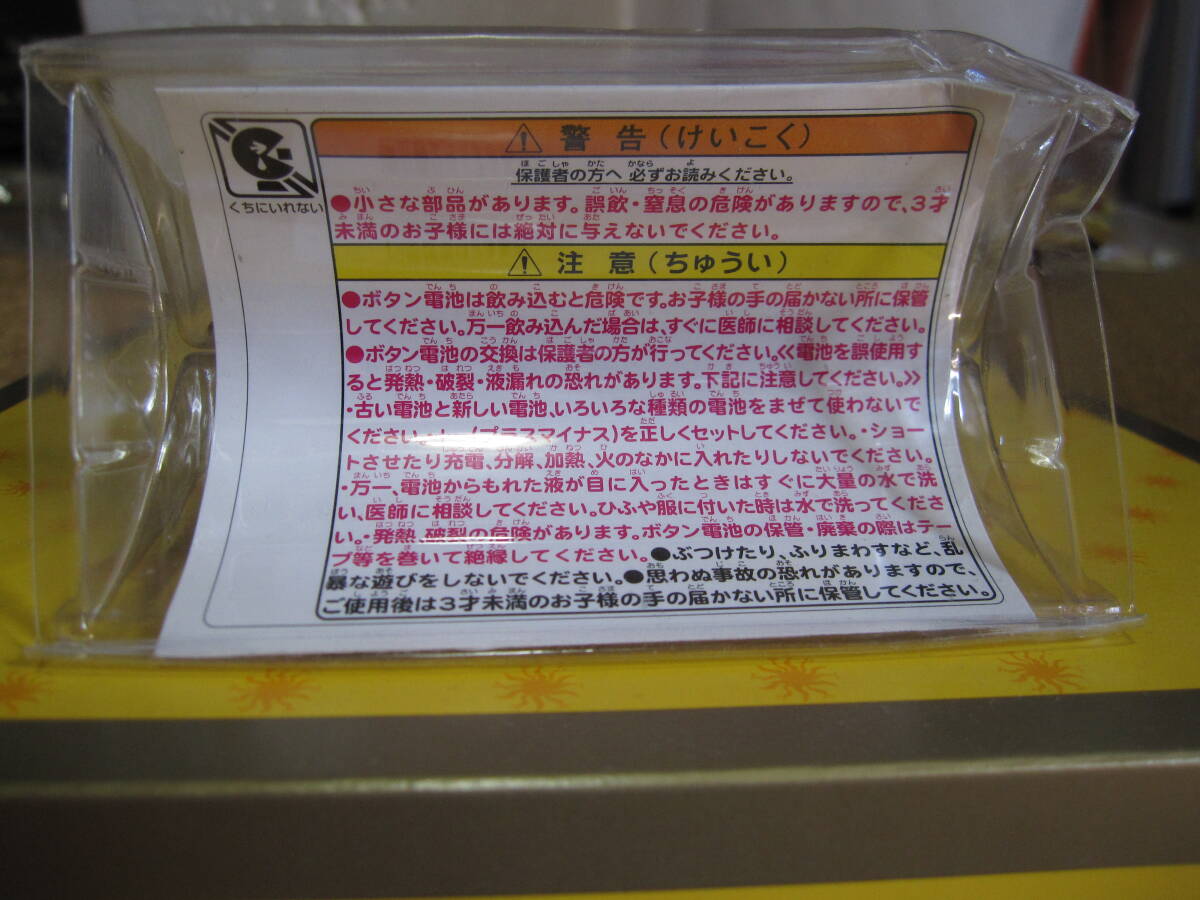 くちにいれない
⚠ 警告(けいこく)
保護者の方へ 必ずお読みください。
●小さな部品があります。誤飲・窒息の危険がありますので、3才
未満のお子様には絶対に与えないでください。
⚠ 注意(ちゅうい)
●ボタン電池は飲み込むと危険です。お子様の手の届かない所に保管
してください。万一飲み込んだ場合は、すぐに医師に相談してください。
●ボタン電池の交換は保護者の方が行ってください。≪電池を誤使用す
ると発熱・破裂・液漏れの恐れがあります。下記に注意してください。≫
・古い電池と新しい電池、いろいろな種類の電池をまぜて使わないで
ください。(プラスマイナス)を正しくセットしてください。・ショー
トさせたり充電、分解、加熱、火のなかに入れたりしないでください。
・万一、電池からもれた液が目に入ったときはすぐに大量の水で洗
い、医師に相談してください。ひふや服に付いた時は水で洗ってくださ
い。・発熱、破裂の危険があります。ボタン電池の保管・廃棄の際はテー
プ等を巻いて絶縁してください。●ぶつけたり、ふりまわすなど、乱
暴な遊びをしないでください。●思わぬ事故の恐れがありますので、
ご使用後は3才未満のお子様の手の届かない所に保管してください。